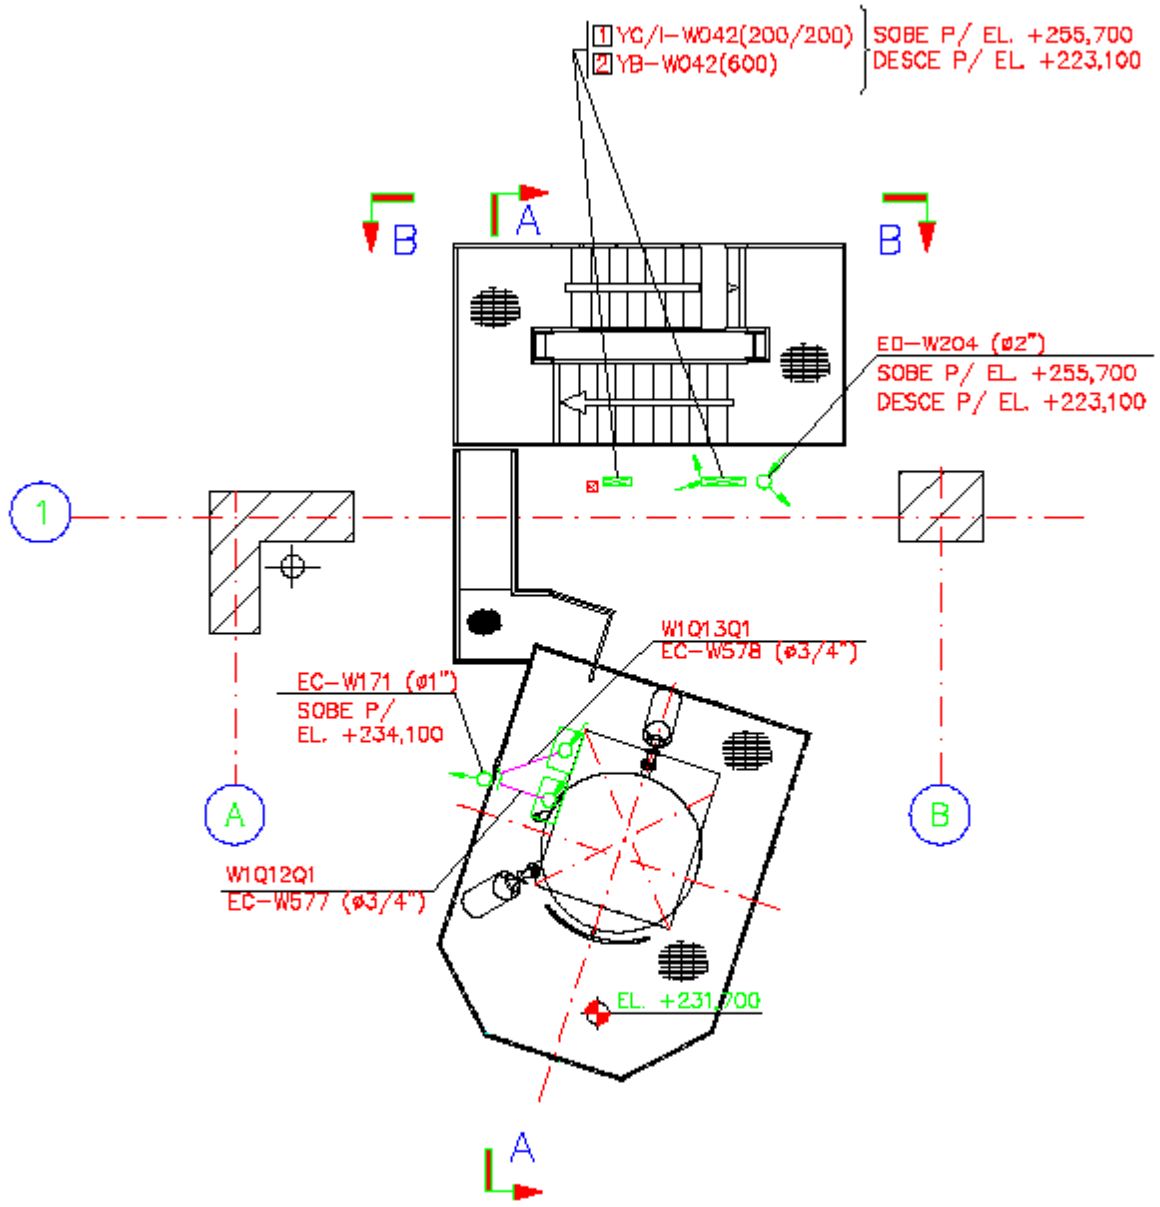 1 YC/I-W042(200/200) SOBE P/ EL. +255,700
2 YB-W042(600) DESCE P/ EL. +223,100
A
B
B
EO-W204 (ø2")
SOBE P/ EL. +255,700
DESCE P/ EL. +223,100
1
W1Q13Q1
EC-W578 (ø3/4")
EC-W171 (ø1")
SOBE P/
EL. +234,100
A
B
W1Q12Q1
EC-W577 (ø3/4")
EL. +231,700
A